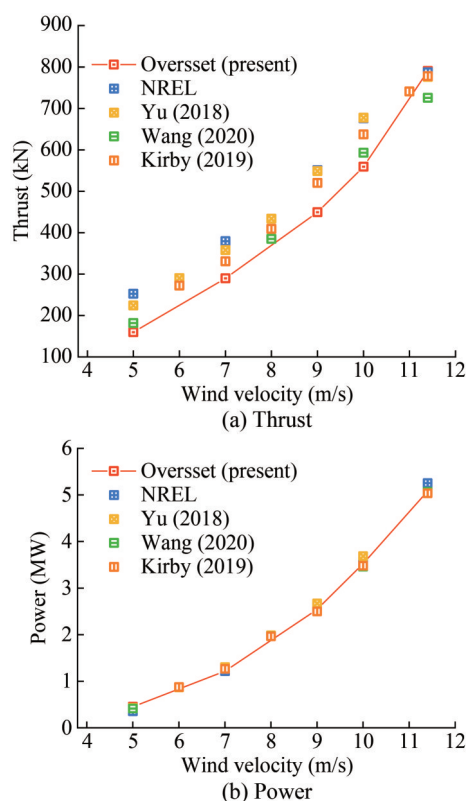 900
800
700
600
500
400
300
200
100
Thrust (kN)
Oversset (present)
NREL
Yu (2018)
Wang (2020)
Kirby (2019)
4 5 6 7 8 9 10 11 12
Wind velocity (m/s)
(a) Thrust
6
5
4
3
2
1
0
Power (MW)
Oversset (present)
NREL
Yu (2018)
Wang (2020)
Kirby (2019)
4 5 6 7 8 9 10 11 12
Wind velocity (m/s)
(b) Power